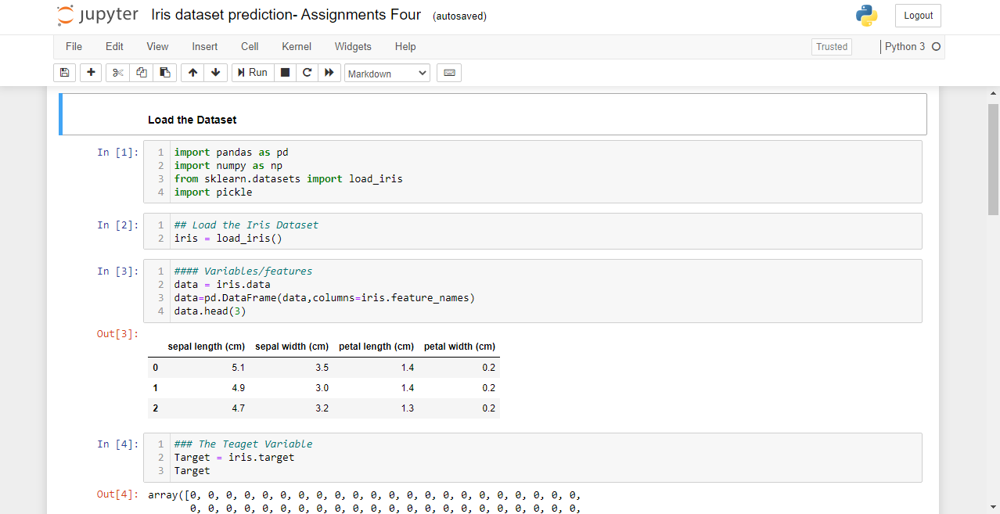 jupyter Iris dataset prediction- Assignments Four (autosaved) Logout
File Edit View Insert Cell Kernel Widgets Help Trusted Python 3
Run Markdown
Load the Dataset
In [1]:
1 import pandas as pd
2 import numpy as np
3 from sklearn.datasets import load_iris
4 import pickle
In [2]:
1 ## Load the Iris Dataset
2 iris = load_iris()
In [3]:
1 #### Variables/features
2 data = iris.data
3 data=pd.DataFrame(data,columns=iris.feature_names)
4 data.head(3)
Out[3]:
sepal length (cm) sepal width (cm) petal length (cm) petal width (cm)
0 5.1 3.5 1.4 0.2
1 4.9 3.0 1.4 0.2
2 4.7 3.2 1.3 0.2
In [4]:
1 ### The Teaget Variable
2 Target = iris.target
3 Target
Out[4]: array([0, 0, 0, 0, 0, 0, 0, 0, 0, 0, 0, 0, 0, 0, 0, 0, 0, 0, 0, 0, 0, 0,
0, 0, 0, 0, 0, 0, 0, 0, 0, 0, 0, 0, 0, 0, 0, 0, 0, 0, 0, 0, 0, 0,